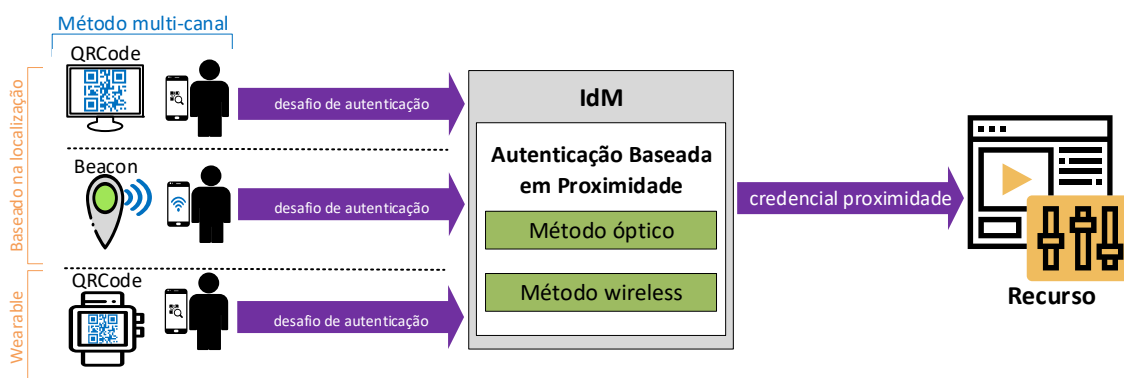 Método multi-canal
QRCode
Baseado na localização
desafio de autenticação
Beacon
desafio de autenticação
QRCode
Wearable
desafio de autenticação
IdM
Autenticação Baseada
em Proximidade
Método óptico
Método wireless
credencial proximidade
Recurso